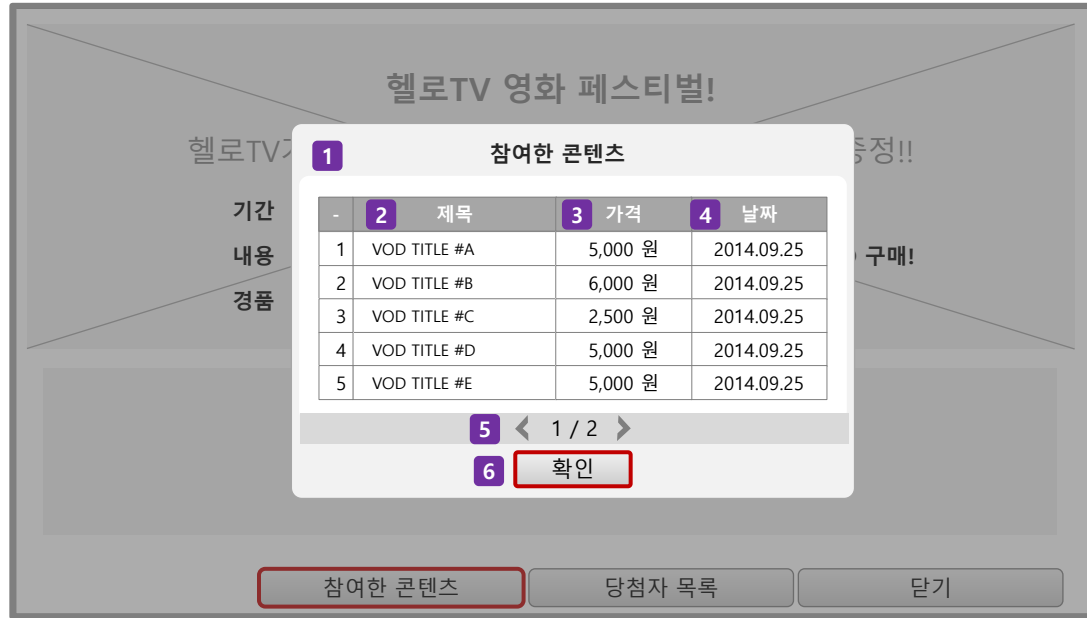 헬로TV 영화 페스티벌!
헬로TV
증정!!
1 참여한 콘텐츠
기간
내용
구매!
경품
- 2 제목 3 가격 4 날짜
1 VOD TITLE #A 5,000 원 2014.09.25
2 VOD TITLE #B 6,000 원 2014.09.25
3 VOD TITLE #C 2,500 원 2014.09.25
4 VOD TITLE #D 5,000 원 2014.09.25
5 VOD TITLE #E 5,000 원 2014.09.25
5 1 / 2
6 확인
참여한 콘텐츠 당첨자 목록 닫기